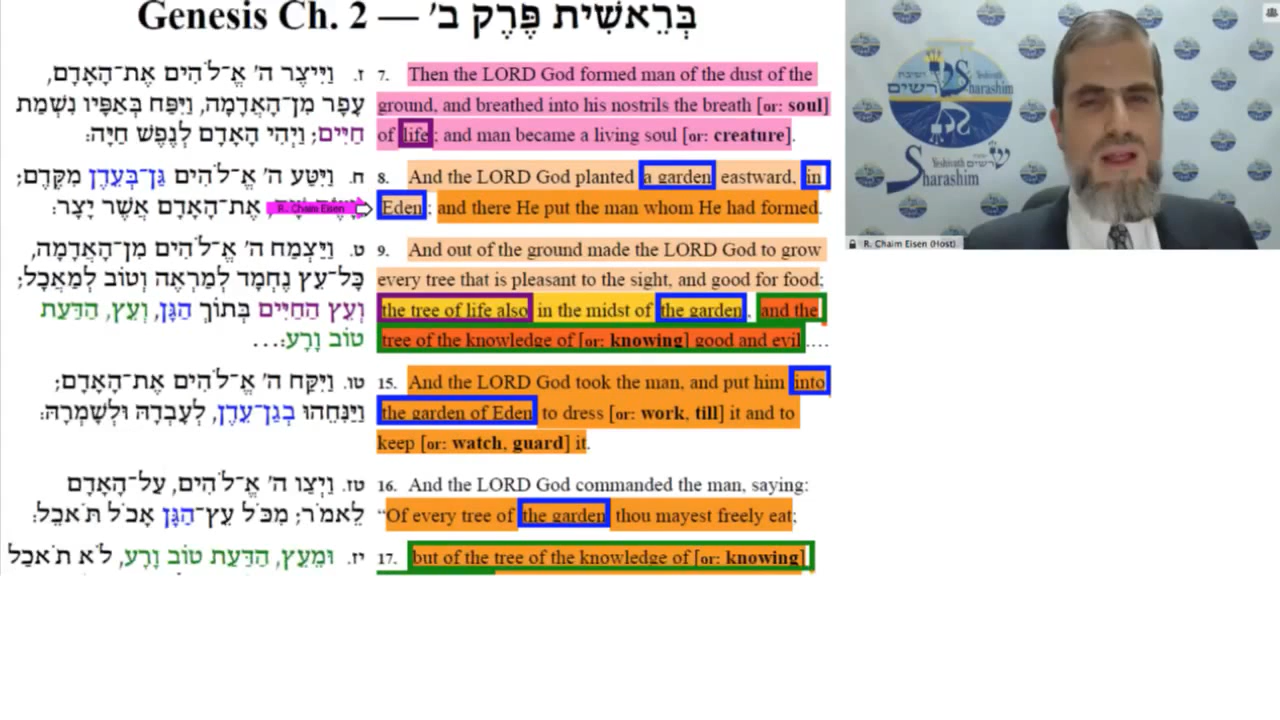 Genesis Ch. 2 — בְּרֵאשִׁית פֶּרֶק ב׳
ז. וַיִּיצֶר ה׳ אֱ־לֹהִים אֶת־הָאָדָם,
עָפָר מִן־הָאֲדָמָה, וַיִּפַּח בְּאַפָּיו נִשְׁמַת
חַיִּים; וַיְהִי הָאָדָם לְנֶפֶשׁ חַיָּה׃
7. Then the LORD God formed man of the dust of the
ground, and breathed into his nostrils the breath [or: soul]
of life; and man became a living soul [or: creature].
ח. וַיִּטַּע ה׳ אֱ־לֹהִים גַּן־בְּעֵדֶן מִקֶּדֶם;
אֶת־הָאָדָם אֲשֶׁר יָצָר׃
R. Chaim Eisen
8. And the LORD God planted a garden eastward, in
Eden; and there He put the man whom He had formed.
ט. וַיַּצְמַח ה׳ אֱ־לֹהִים מִן־הָאֲדָמָה,
כׇּל־עֵץ נֶחְמָד לְמַרְאֶה וְטוֹב לְמַאֲכָל;
וְעֵץ הַחַיִּים בְּתוֹךְ הַגָּן, וְעֵץ, הַדַּעַת
טוֹב וָרָע׃…
9. And out of the ground made the LORD God to grow
every tree that is pleasant to the sight, and good for food;
the tree of life also in the midst of the garden, and the
tree of the knowledge of [or: knowing] good and evil….
טו. וַיִּקַּח ה׳ אֱ־לֹהִים אֶת־הָאָדָם;
וַיַּנִּחֵהוּ בְגַן־עֵדֶן, לְעׇבְדָהּ וּלְשׇׁמְרָהּ׃
15. And the LORD God took the man, and put him into
the garden of Eden to dress [or: work, till] it and to
keep [or: watch, guard] it.
טז. וַיְצַו ה׳ אֱ־לֹהִים, עַל־הָאָדָם
לֵאמֹר; מִכֹּל עֵץ־הַגָּן אָכֹל תֹּאכֵל׃
16. And the LORD God commanded the man, saying:
“Of every tree of the garden thou mayest freely eat;
יז. וּמֵעֵץ, הַדַּעַת טוֹב וָרָע, לֹא תֹאכַל
17. but of the tree of the knowledge of [or: knowing]
Yeshivath
Sharashim
ישיבת
שרשים
Yeshivath
Sharashim
R. Chaim Eisen (Host)